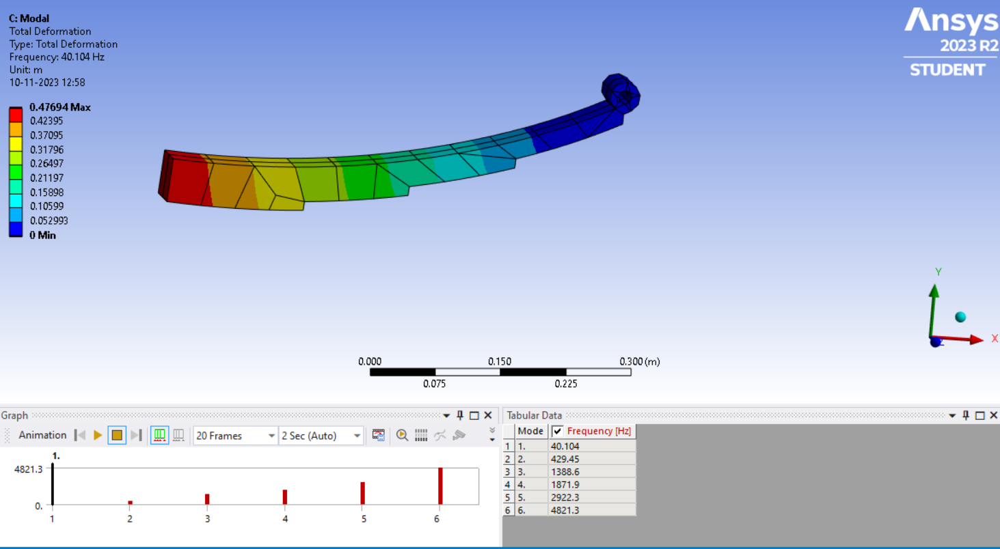 C: Modal
Total Deformation
Type: Total Deformation
Frequency: 40.104 Hz
Unit: m
10-11-2023 12:58
0.47694 Max
0.42395
0.37095
0.31796
0.26497
0.21197
0.15898
0.10599
0.052993
0 Min
Ansys
2023 R2
STUDENT
Y
X
Z
0.000 0.150 0.300 (m)
0.075 0.225
Graph
Animation 20 Frames 2 Sec (Auto)
1.
4821.3
0.
1 2 3 4 5 6
Tabular Data
Mode Frequency [Hz]
1 1. 40.104
2 2. 429.45
3 3. 1388.6
4 4. 1871.9
5 5. 2922.3
6 6. 4821.3